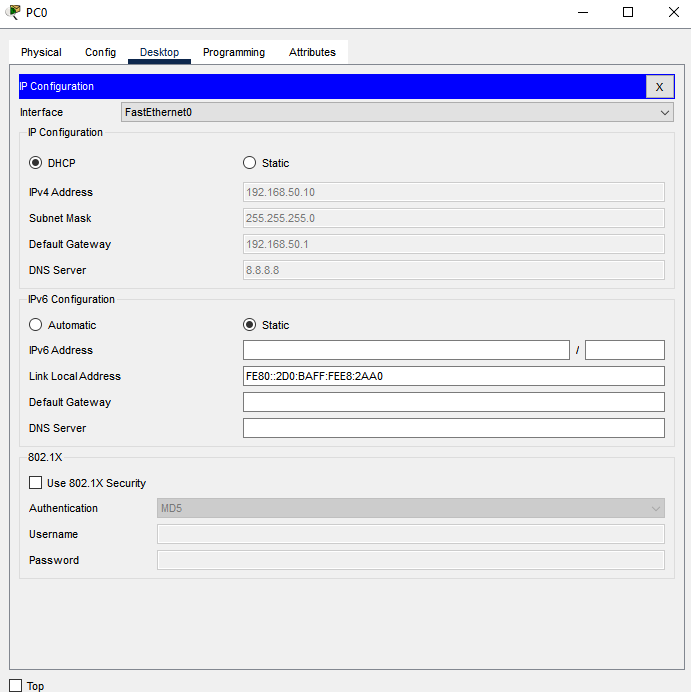 PC0
Physical Config Desktop Programming Attributes
IP Configuration X
Interface FastEthernet0
IP Configuration
DHCP Static
IPv4 Address 192.168.50.10
Subnet Mask 255.255.255.0
Default Gateway 192.168.50.1
DNS Server 8.8.8.8
IPv6 Configuration
Automatic Static
IPv6 Address /
Link Local Address FE80::2D0:BAFF:FEE8:2AA0
Default Gateway
DNS Server
802.1X
Use 802.1X Security
Authentication MD5
Username
Password
Top